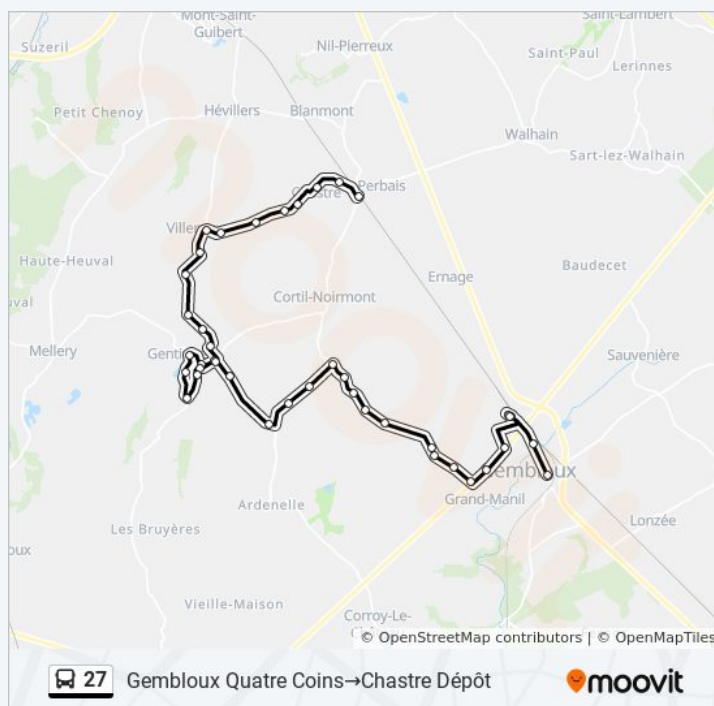 Mont-Saint-
Guibert
Saint-Lambert
Suzeril
Nil-Pierreux
Saint-Paul
Lerinnes
Petit Chenoy
Hévillers
Blanmont
Walhain
Sart-lez-Walhain
Perbais
Haute-Heuval
Ernage
Baudecet
Cortil-Noirmont
Mellery
Sauvenière
Gembloux
Grand-Manil
Ardenelle
Lonzée
Les Bruyères
Vieille-Maison
Corroy-Le-
© OpenStreetMap contributors | © OpenMapTiles
27 Gembloux Quatre Coins→Chastre Dépôt
moovit